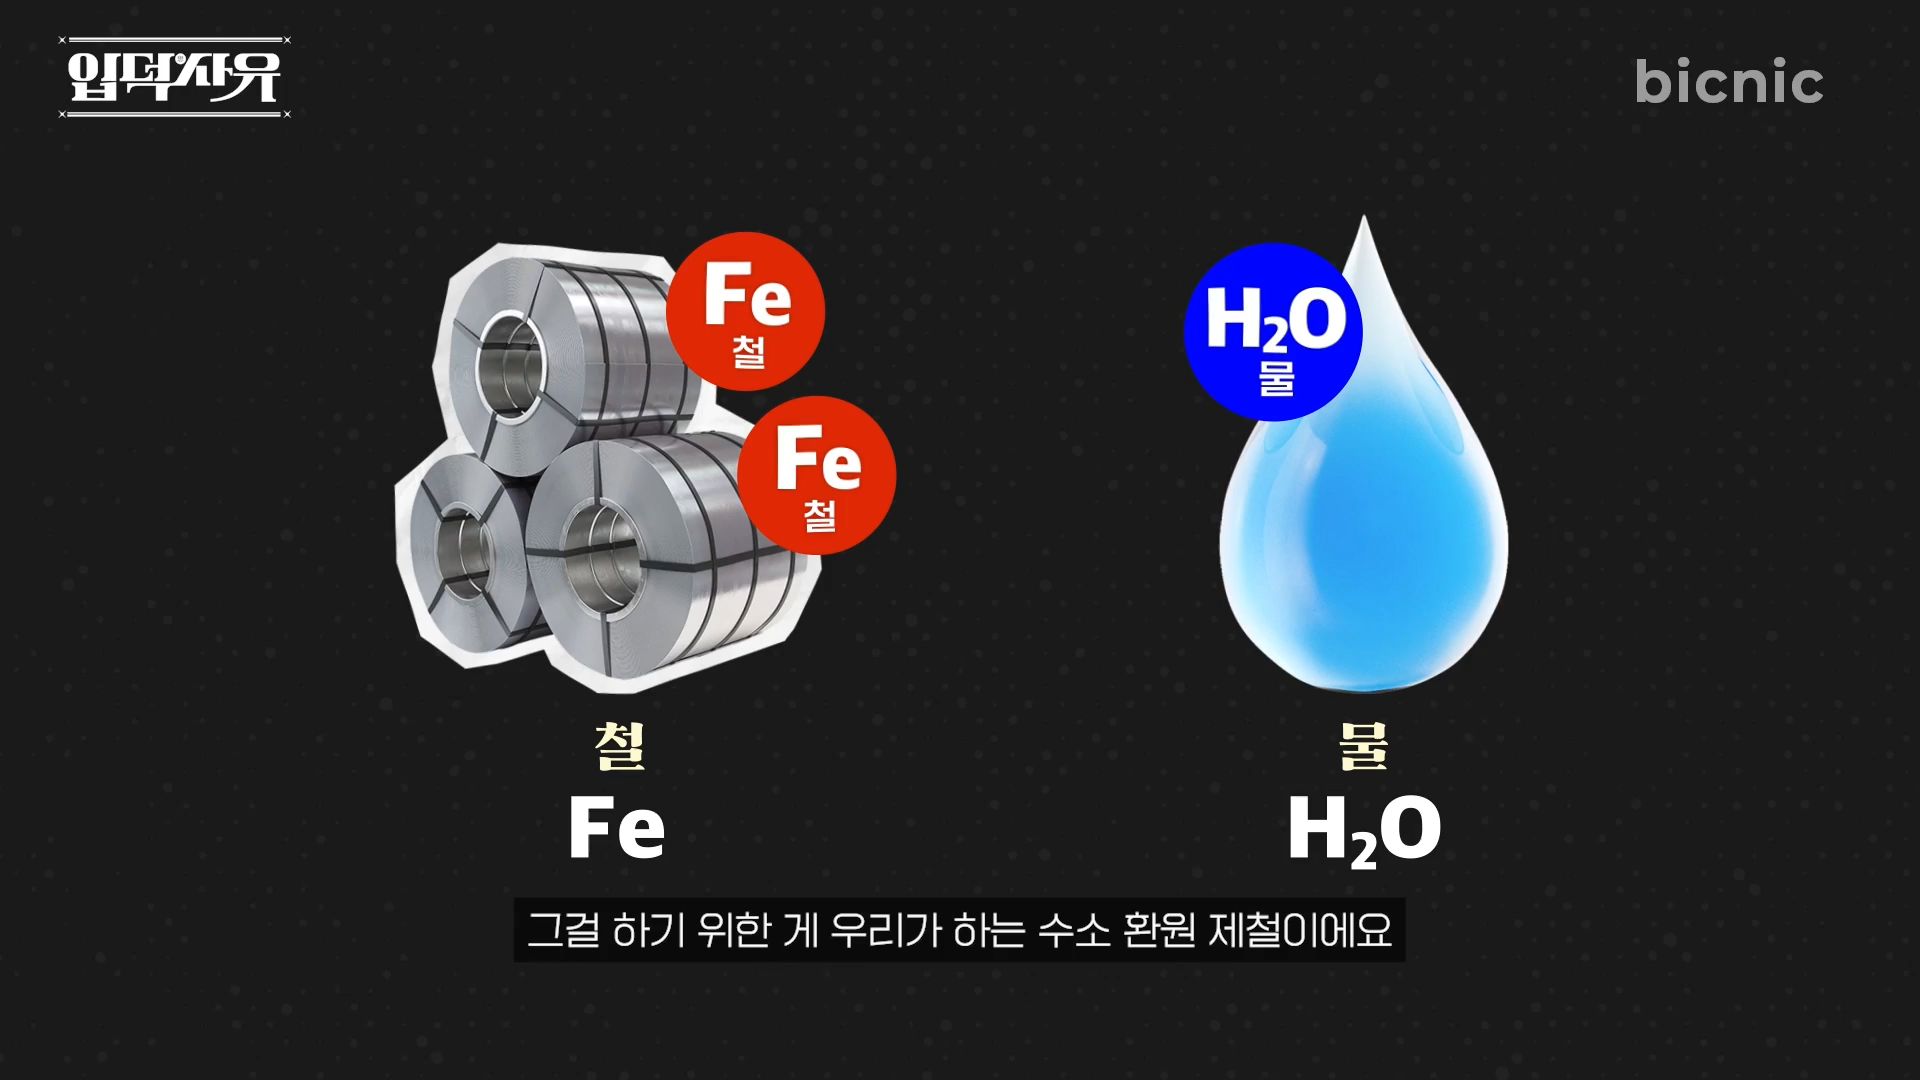 입덕사유
bicnic
Fe
철
Fe
철
H₂O
물
철
Fe
물
H₂O
그걸 하기 위한 게 우리가 하는 수소 환원 제철이에요